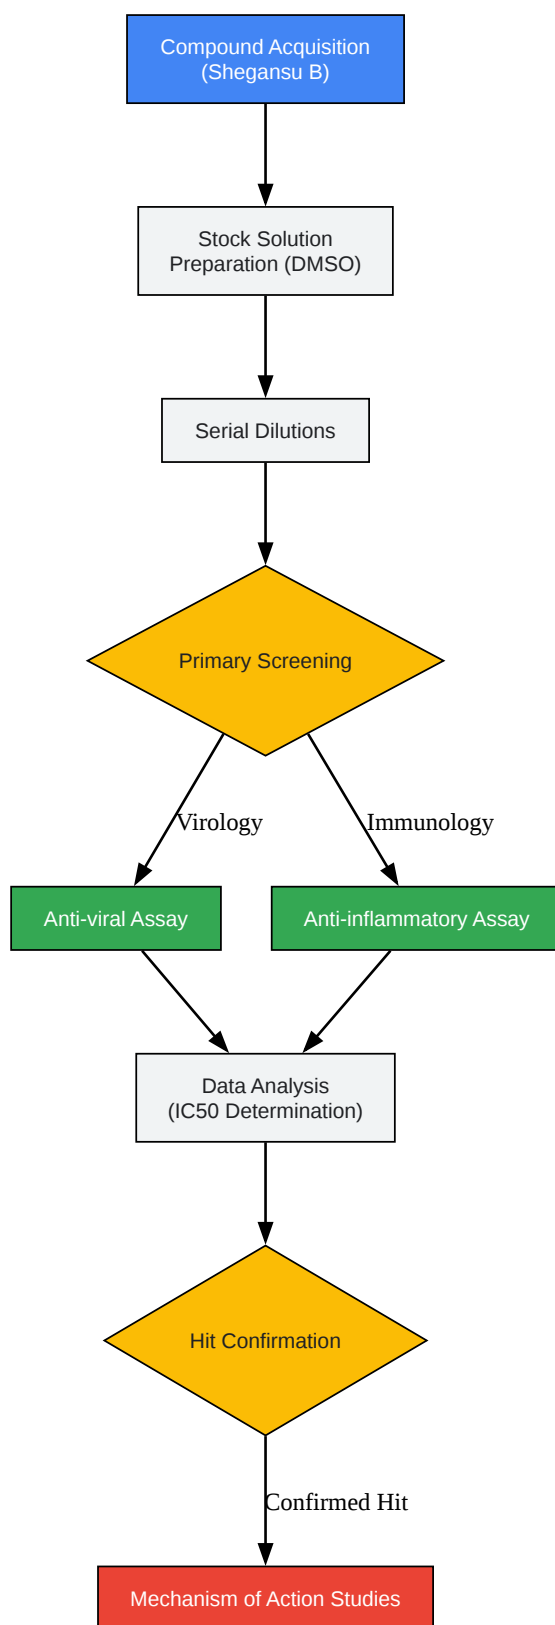 Compound Acquisition
(Shegansu B)
Stock Solution
Preparation (DMSO)
Serial Dilutions
Primary Screening
Virology
Immunology
Anti-viral Assay
Anti-inflammatory Assay
Data Analysis
(IC50 Determination)
Hit Confirmation
Confirmed Hit
Mechanism of Action Studies